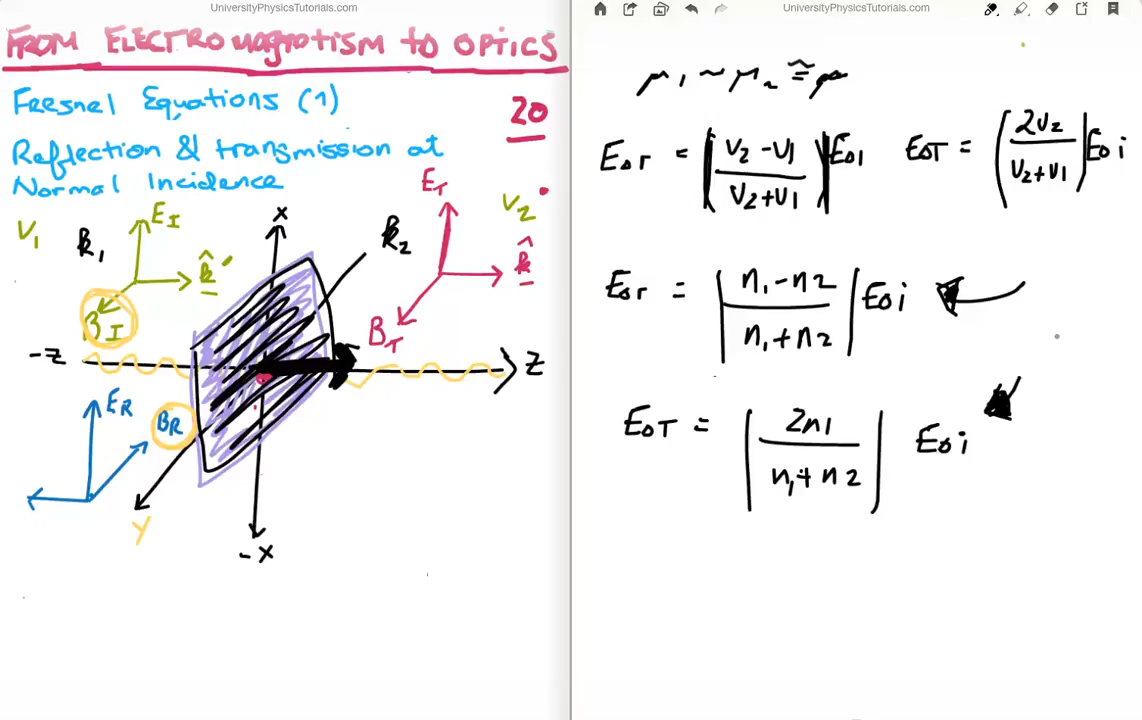 UniversityPhysicsTutorials.com
FROM ELECTROmagnetism to OPTICS
Fresnel Equations (1)
20
Reflection & transmission at
Normal Incidence
V1
k1
EI
k̂
BI
x
k2
ET
V2
k̂
BT
-z
z
ER
BR
y
-x
UniversityPhysicsTutorials.com
μ1 ~ μ2 ≅ μ0
E0r = |(v2 - v1)/(v2 + v1)| E0I
E0T = (2v2/(v2 + v1)) E0i
E0r = |(n1 - n2)/(n1 + n2)| E0i
E0T = |2n1/(n1 + n2)| E0i